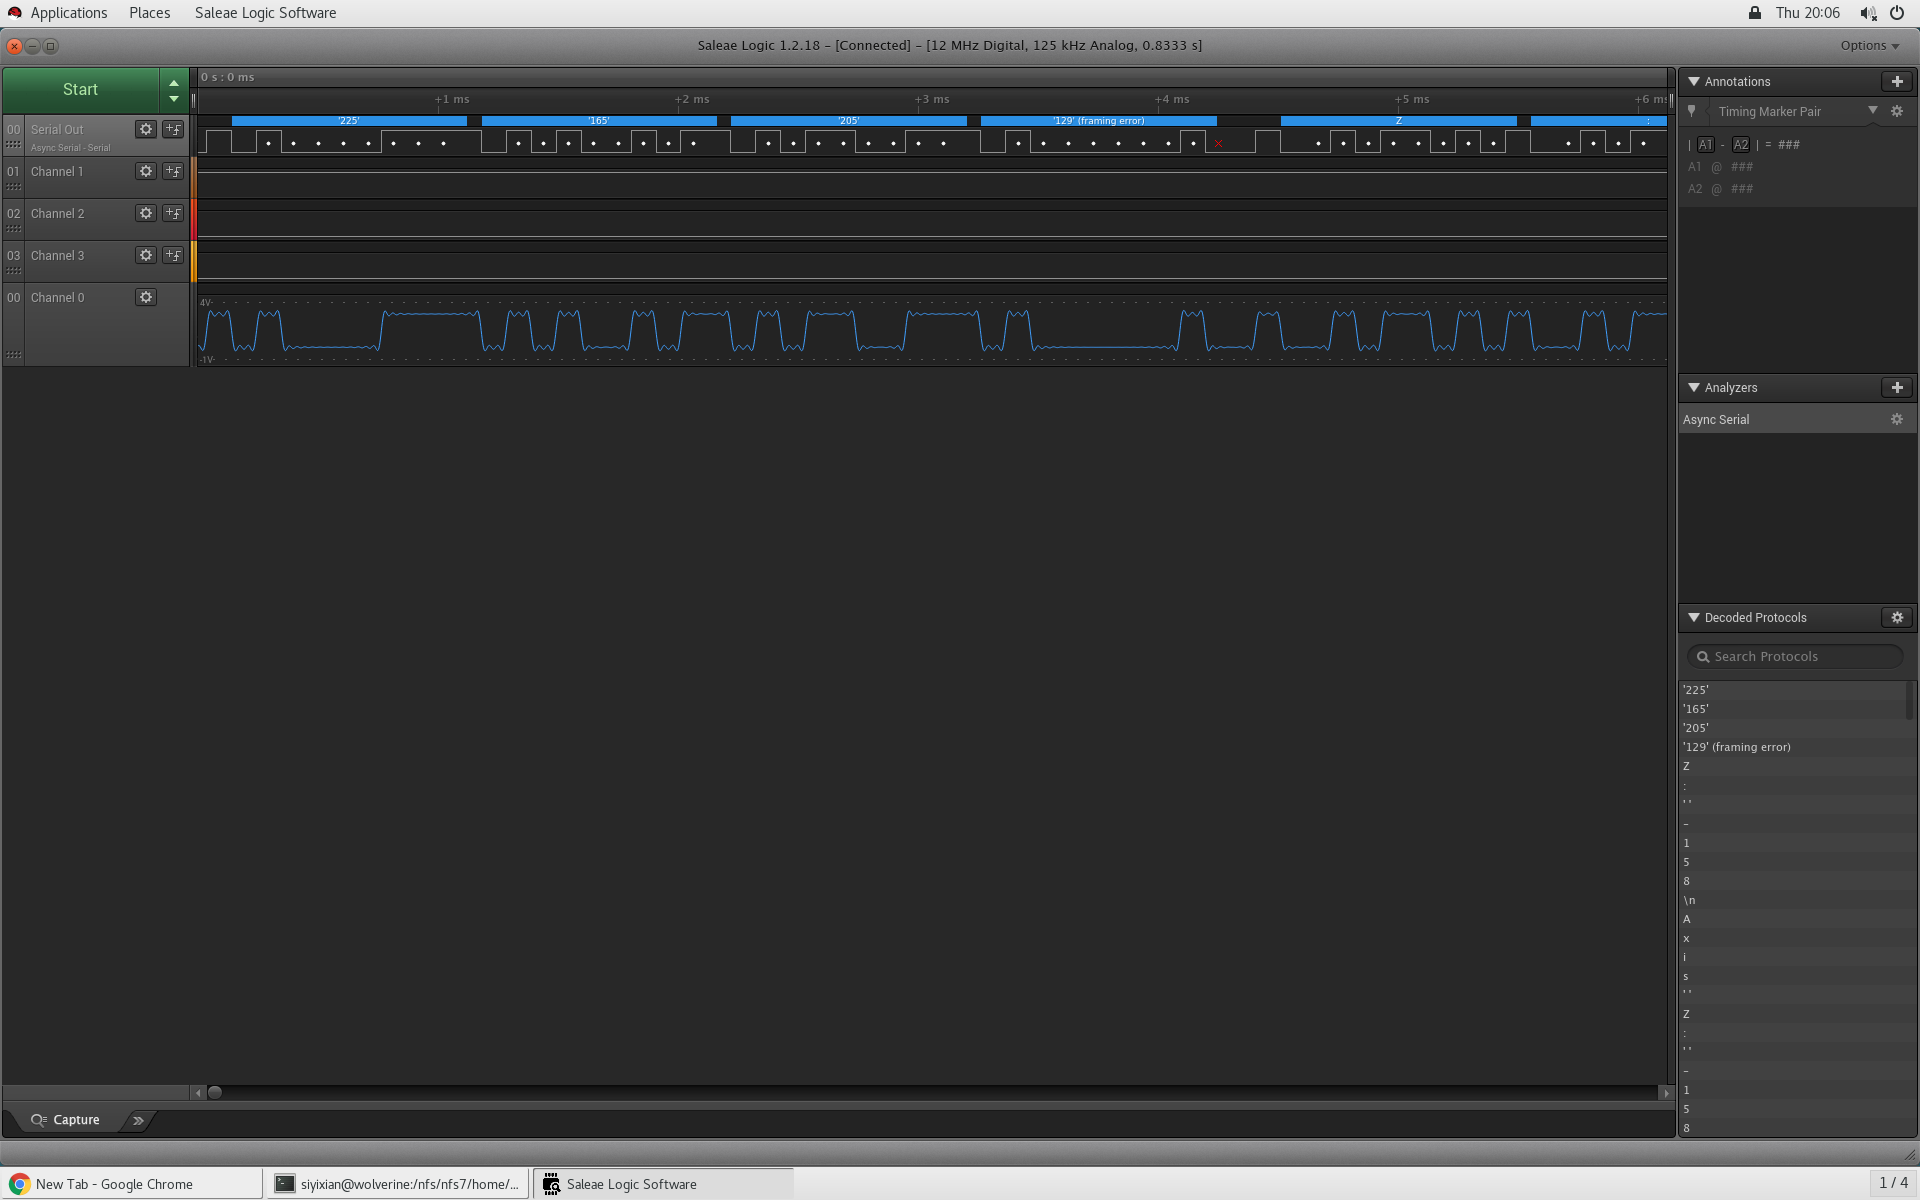 Applications Places Saleae Logic Software Thu 20:06
Saleae Logic 1.2.18 – [Connected] – [12 MHz Digital, 125 kHz Analog, 0.8333 s] Options
Start
0 s : 0 ms
+1 ms +2 ms +3 ms +4 ms +5 ms +6 ms
00 Serial Out
Async Serial - Serial
'225' '165' '205' '129' (framing error) Z :
01 Channel 1
02 Channel 2
03 Channel 3
00 Channel 0
4V
-1V
Annotations
Timing Marker Pair
| A1 - A2 | = ###
A1 @ ###
A2 @ ###
Analyzers
Async Serial
Decoded Protocols
Search Protocols
'225'
'165'
'205'
'129' (framing error)
Z
:
' '
-
1
5
8
\n
A
x
i
s
' '
Z
:
' '
-
1
5
8
Capture
New Tab - Google Chrome siyixian@wolverine:/nfs/nfs7/home/... Saleae Logic Software 1 / 4